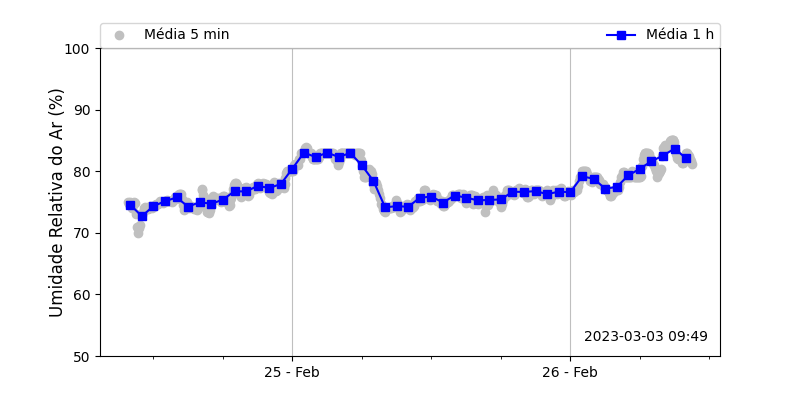 Média 5 min
Média 1 h
Umidade Relativa do Ar (%)
100
90
80
70
60
50
2023-03-03 09:49
25 - Feb
26 - Feb